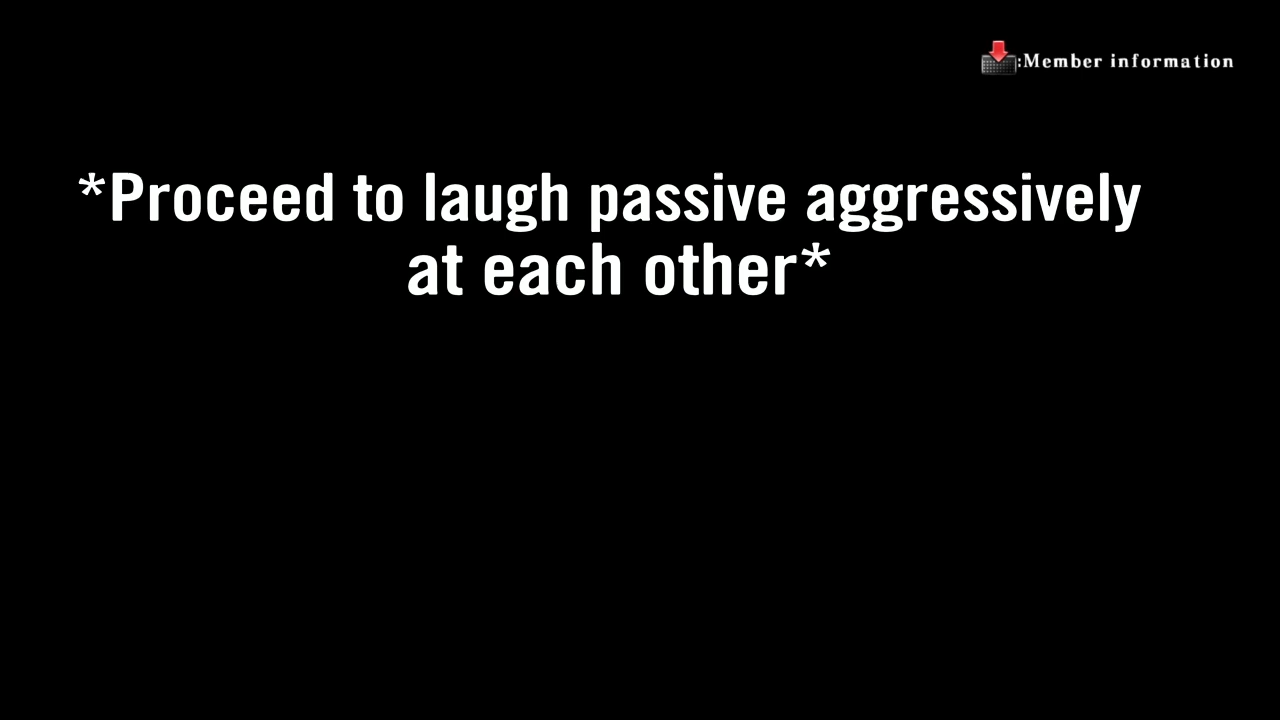 :Member information
*Proceed to laugh passive aggressively
at each other*